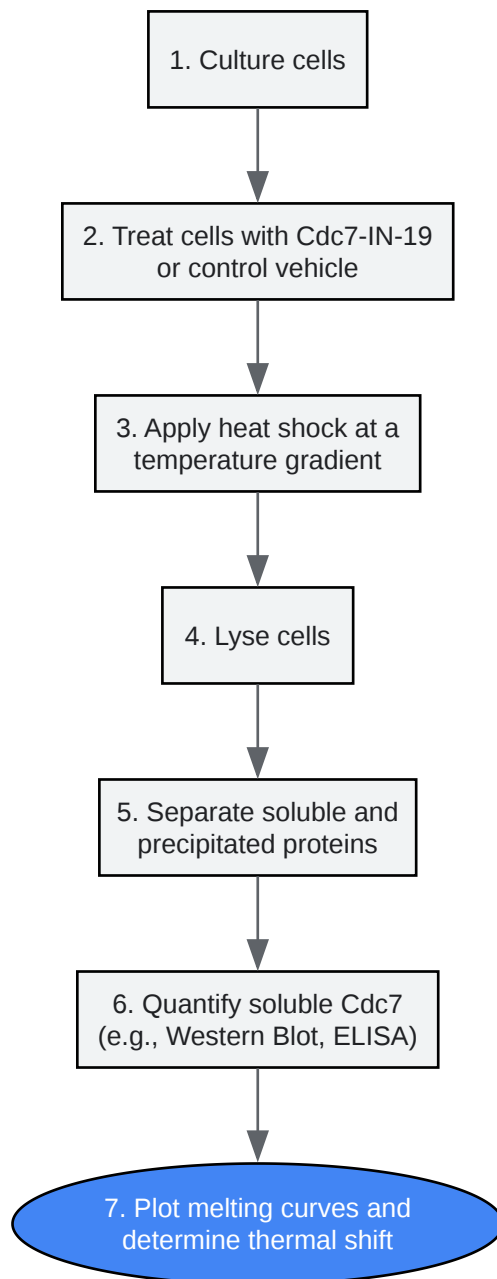 1. Culture cells
2. Treat cells with Cdc7-IN-19
or control vehicle
3. Apply heat shock at a
temperature gradient
4. Lyse cells
5. Separate soluble and
precipitated proteins
6. Quantify soluble Cdc7
(e.g., Western Blot, ELISA)
7. Plot melting curves and
determine thermal shift